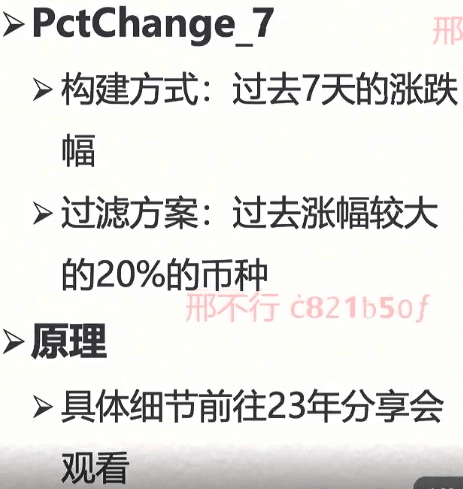 ➢PctChange_7
邢
➢构建方式：过去7天的涨跌
幅
➢过滤方案：过去涨幅较大
的20%的币种
邢不行 c821b5of
➢原理
➢具体细节前往23年分享会
观看